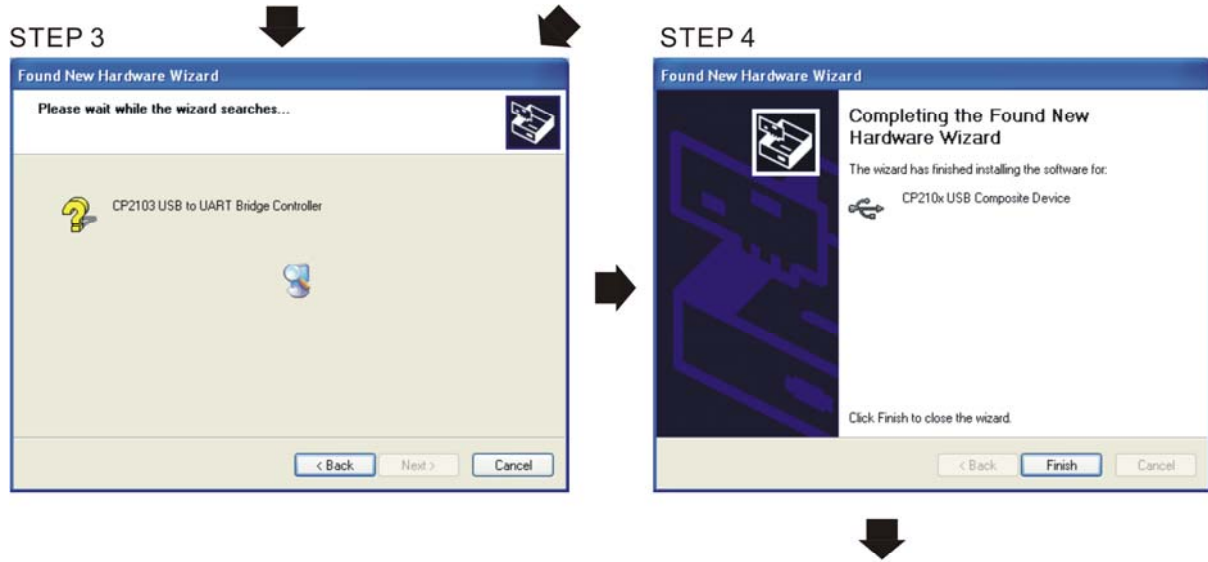 STEP 3
Found New Hardware Wizard
Please wait while the wizard searches...
CP2103 USB to UART Bridge Controller
< Back Next > Cancel
STEP 4
Found New Hardware Wizard
Completing the Found New
Hardware Wizard
The wizard has finished installing the software for:
CP210x USB Composite Device
Click Finish to close the wizard.
< Back Finish Cancel